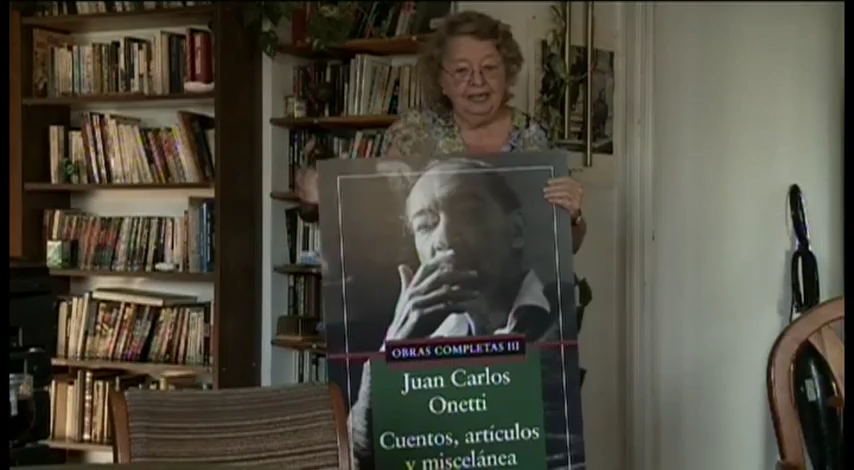 OBRAS COMPLETAS III
Juan Carlos
Onetti
Cuentos, artículos
y miscelánea